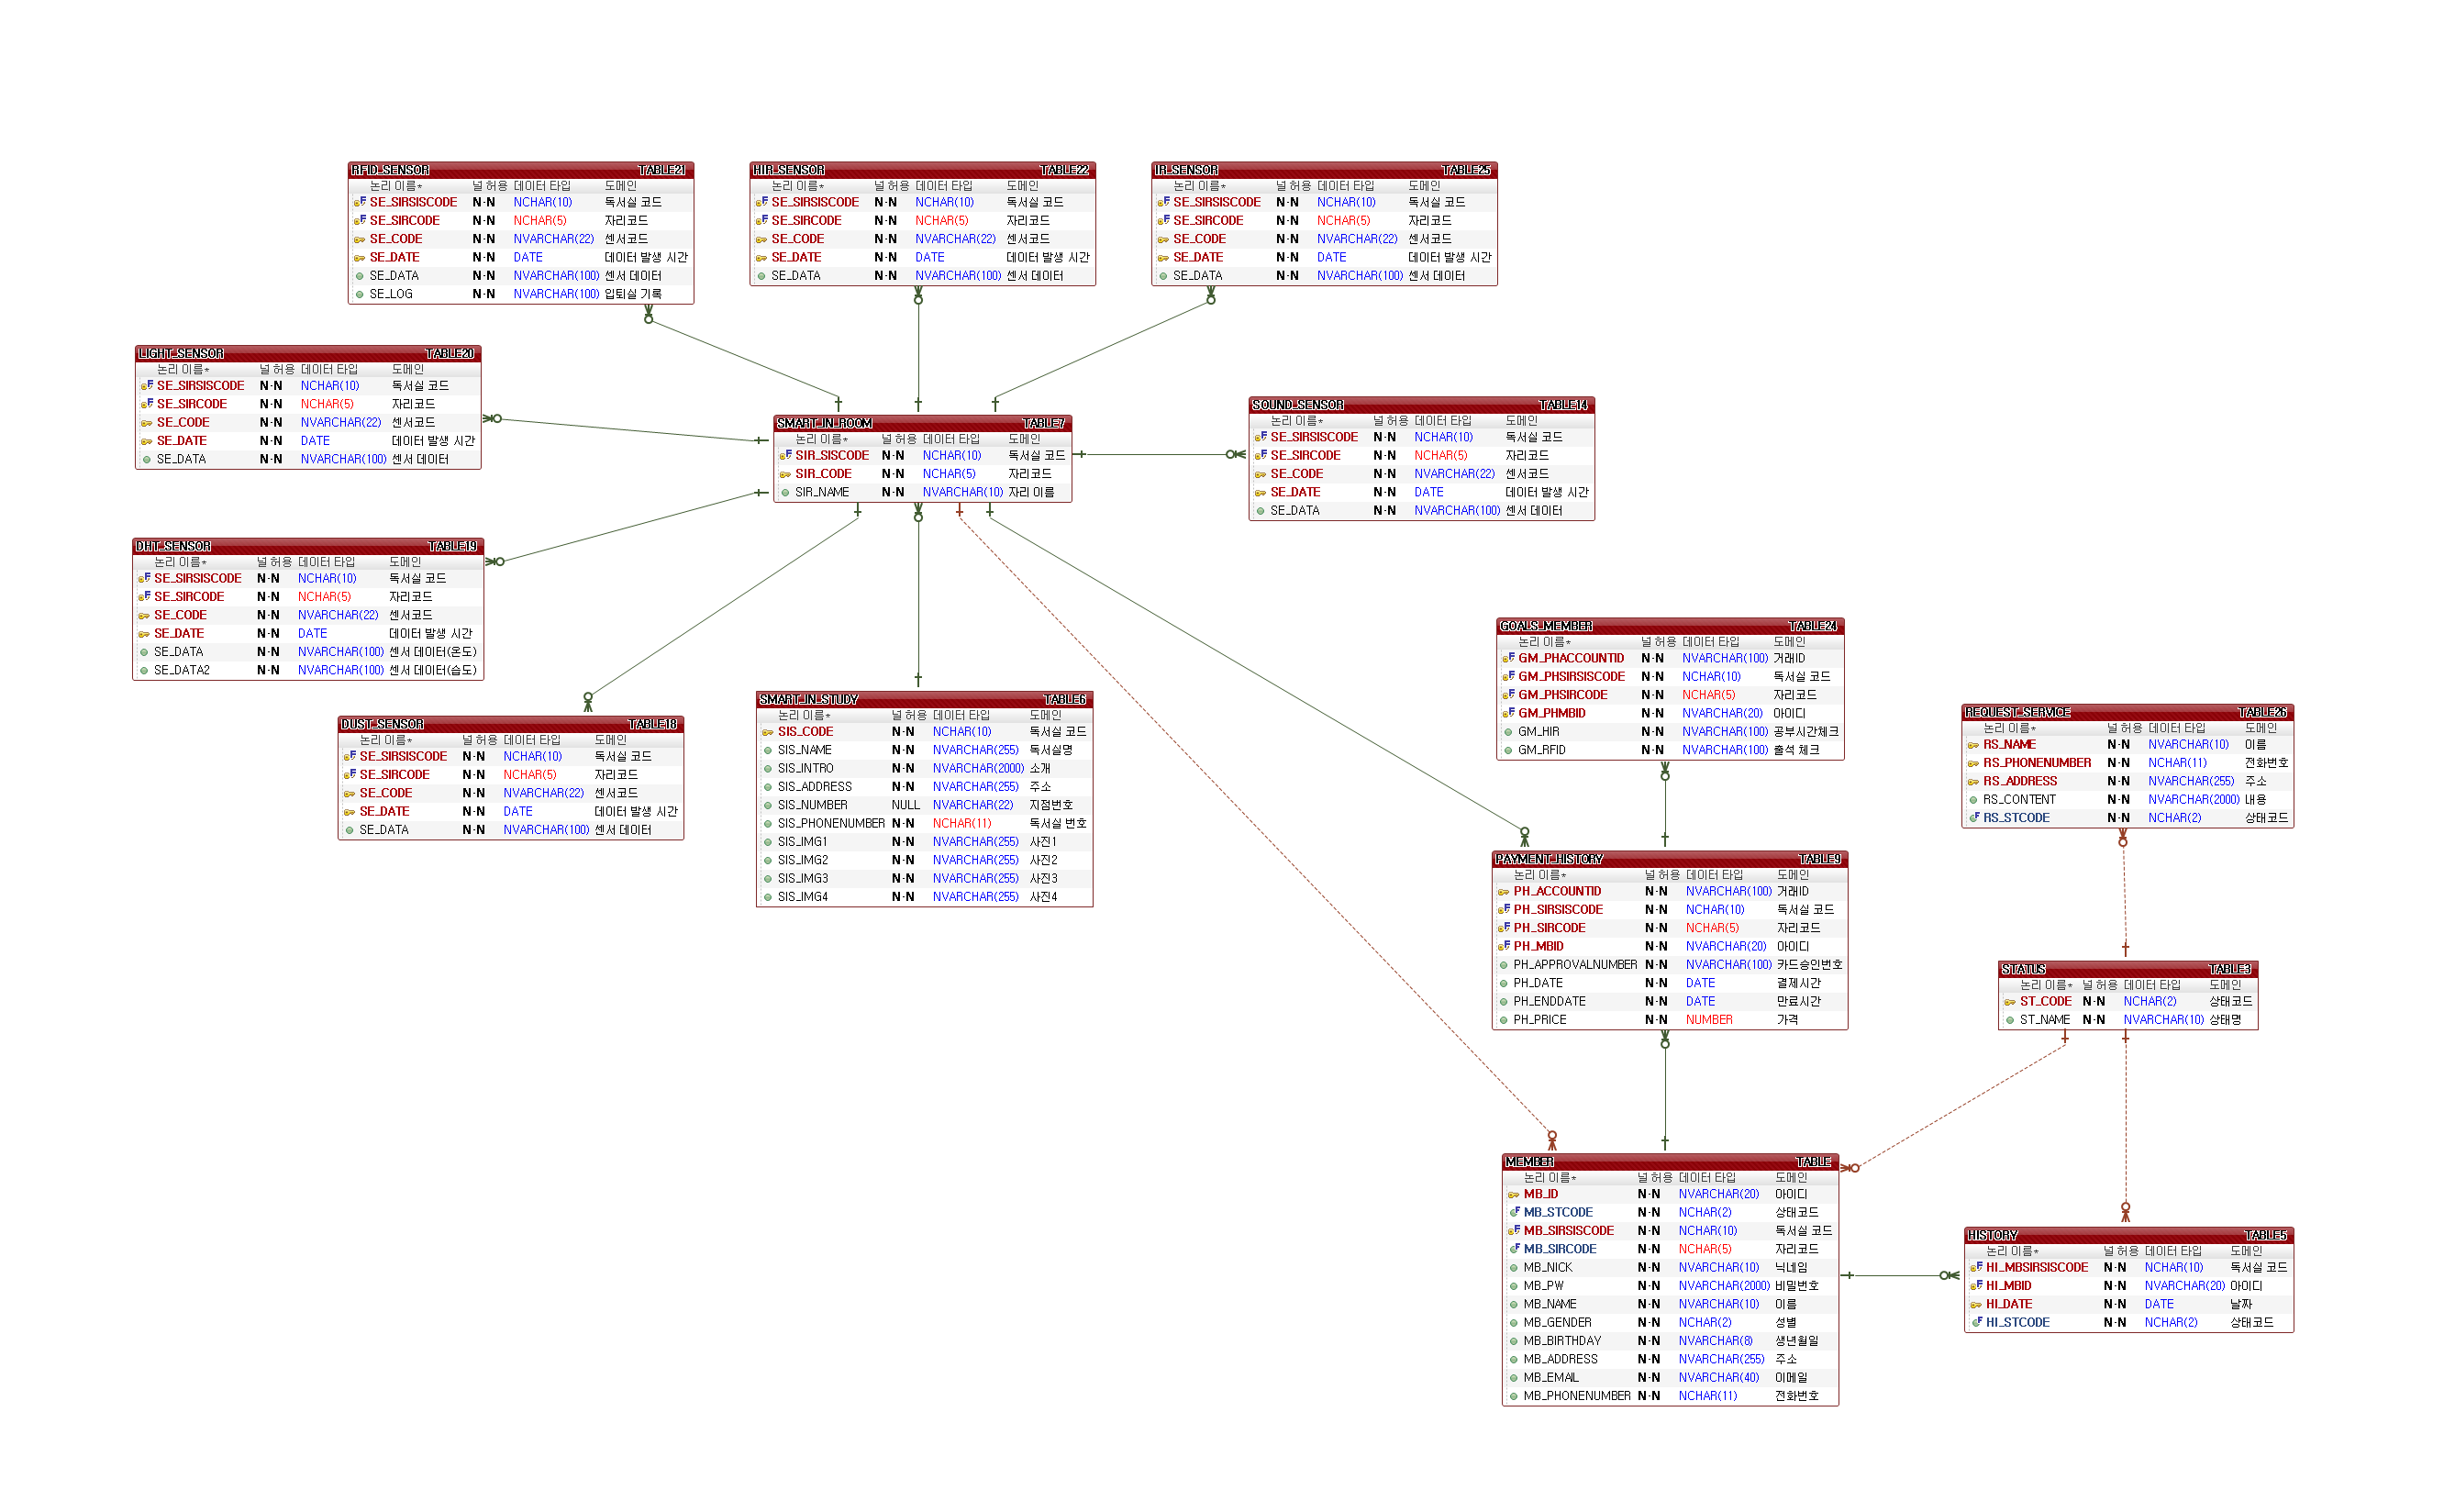 RFID_SENSOR TABLE21
논리 이름* 널 허용 데이터 타입 도메인
SE_SIRSISCODE N-N NCHAR(10) 독서실 코드
SE_SIRCODE N-N NCHAR(5) 자리코드
SE_CODE N-N NVARCHAR(22) 센서코드
SE_DATE N-N DATE 데이터 발생 시간
SE_DATA N-N NVARCHAR(100) 센서 데이터
SE_LOG N-N NVARCHAR(100) 입퇴실 기록
HIR_SENSOR TABLE22
논리 이름* 널 허용 데이터 타입 도메인
SE_SIRSISCODE N-N NCHAR(10) 독서실 코드
SE_SIRCODE N-N NCHAR(5) 자리코드
SE_CODE N-N NVARCHAR(22) 센서코드
SE_DATE N-N DATE 데이터 발생 시간
SE_DATA N-N NVARCHAR(100) 센서 데이터
IR_SENSOR TABLE25
논리 이름* 널 허용 데이터 타입 도메인
SE_SIRSISCODE N-N NCHAR(10) 독서실 코드
SE_SIRCODE N-N NCHAR(5) 자리코드
SE_CODE N-N NVARCHAR(22) 센서코드
SE_DATE N-N DATE 데이터 발생 시간
SE_DATA N-N NVARCHAR(100) 센서 데이터
LIGHT_SENSOR TABLE20
논리 이름* 널 허용 데이터 타입 도메인
SE_SIRSISCODE N-N NCHAR(10) 독서실 코드
SE_SIRCODE N-N NCHAR(5) 자리코드
SE_CODE N-N NVARCHAR(22) 센서코드
SE_DATE N-N DATE 데이터 발생 시간
SE_DATA N-N NVARCHAR(100) 센서 데이터
SMART_IN_ROOM TABLE7
논리 이름* 널 허용 데이터 타입 도메인
SIR_SISCODE N-N NCHAR(10) 독서실 코드
SIR_CODE N-N NCHAR(5) 자리코드
SIR_NAME N-N NVARCHAR(10) 자리 이름
SOUND_SENSOR TABLE14
논리 이름* 널 허용 데이터 타입 도메인
SE_SIRSISCODE N-N NCHAR(10) 독서실 코드
SE_SIRCODE N-N NCHAR(5) 자리코드
SE_CODE N-N NVARCHAR(22) 센서코드
SE_DATE N-N DATE 데이터 발생 시간
SE_DATA N-N NVARCHAR(100) 센서 데이터
DHT_SENSOR TABLE19
논리 이름* 널 허용 데이터 타입 도메인
SE_SIRSISCODE N-N NCHAR(10) 독서실 코드
SE_SIRCODE N-N NCHAR(5) 자리코드
SE_CODE N-N NVARCHAR(22) 센서코드
SE_DATE N-N DATE 데이터 발생 시간
SE_DATA N-N NVARCHAR(100) 센서 데이터(온도)
SE_DATA2 N-N NVARCHAR(100) 센서 데이터(습도)
DUST_SENSOR TABLE18
논리 이름* 널 허용 데이터 타입 도메인
SE_SIRSISCODE N-N NCHAR(10) 독서실 코드
SE_SIRCODE N-N NCHAR(5) 자리코드
SE_CODE N-N NVARCHAR(22) 센서코드
SE_DATE N-N DATE 데이터 발생 시간
SE_DATA N-N NVARCHAR(100) 센서 데이터
SMART_IN_STUDY TABLE6
논리 이름* 널 허용 데이터 타입 도메인
SIS_CODE N-N NCHAR(10) 독서실 코드
SIS_NAME N-N NVARCHAR(255) 독서실명
SIS_INTRO N-N NVARCHAR(2000) 소개
SIS_ADDRESS N-N NVARCHAR(255) 주소
SIS_NUMBER NULL NVARCHAR(22) 지점번호
SIS_PHONENUMBER N-N NCHAR(11) 독서실 번호
SIS_IMG1 N-N NVARCHAR(255) 사진1
SIS_IMG2 N-N NVARCHAR(255) 사진2
SIS_IMG3 N-N NVARCHAR(255) 사진3
SIS_IMG4 N-N NVARCHAR(255) 사진4
GOALS_MEMBER TABLE24
논리 이름* 널 허용 데이터 타입 도메인
GM_PHACCOUNTID N-N NVARCHAR(100) 거래ID
GM_PHSIRSISCODE N-N NCHAR(10) 독서실 코드
GM_PHSIRCODE N-N NCHAR(5) 자리코드
GM_PHMBID N-N NVARCHAR(20) 아이디
GM_HIR N-N NVARCHAR(100) 공부시간체크
GM_RFID N-N NVARCHAR(100) 출석 체크
REQUEST_SERVICE TABLE26
논리 이름* 널 허용 데이터 타입 도메인
RS_NAME N-N NVARCHAR(10) 이름
RS_PHONENUMBER N-N NCHAR(11) 전화번호
RS_ADDRESS N-N NVARCHAR(255) 주소
RS_CONTENT N-N NVARCHAR(2000) 내용
RS_STCODE N-N NCHAR(2) 상태코드
PAYMENT_HISTORY TABLE9
논리 이름* 널 허용 데이터 타입 도메인
PH_ACCOUNTID N-N NVARCHAR(100) 거래ID
PH_SIRSISCODE N-N NCHAR(10) 독서실 코드
PH_SIRCODE N-N NCHAR(5) 자리코드
PH_MBID N-N NVARCHAR(20) 아이디
PH_APPROVALNUMBER N-N NVARCHAR(100) 카드승인번호
PH_DATE N-N DATE 결제시간
PH_ENDDATE N-N DATE 만료시간
PH_PRICE N-N NUMBER 가격
STATUS TABLE3
논리 이름* 널 허용 데이터 타입 도메인
ST_CODE N-N NCHAR(2) 상태코드
ST_NAME N-N NVARCHAR(10) 상태명
MEMBER TABLE
논리 이름* 널 허용 데이터 타입 도메인
MB_ID N-N NVARCHAR(20) 아이디
MB_STCODE N-N NCHAR(2) 상태코드
MB_SIRSISCODE N-N NCHAR(10) 독서실 코드
MB_SIRCODE N-N NCHAR(5) 자리코드
MB_NICK N-N NVARCHAR(10) 닉네임
MB_PW N-N NVARCHAR(2000) 비밀번호
MB_NAME N-N NVARCHAR(10) 이름
MB_GENDER N-N NCHAR(2) 성별
MB_BIRTHDAY N-N NVARCHAR(8) 생년월일
MB_ADDRESS N-N NVARCHAR(255) 주소
MB_EMAIL N-N NVARCHAR(40) 이메일
MB_PHONENUMBER N-N NCHAR(11) 전화번호
HISTORY TABLE5
논리 이름* 널 허용 데이터 타입 도메인
HI_MBSIRSISCODE N-N NCHAR(10) 독서실 코드
HI_MBID N-N NVARCHAR(20) 아이디
HI_DATE N-N DATE 날짜
HI_STCODE N-N NCHAR(2) 상태코드